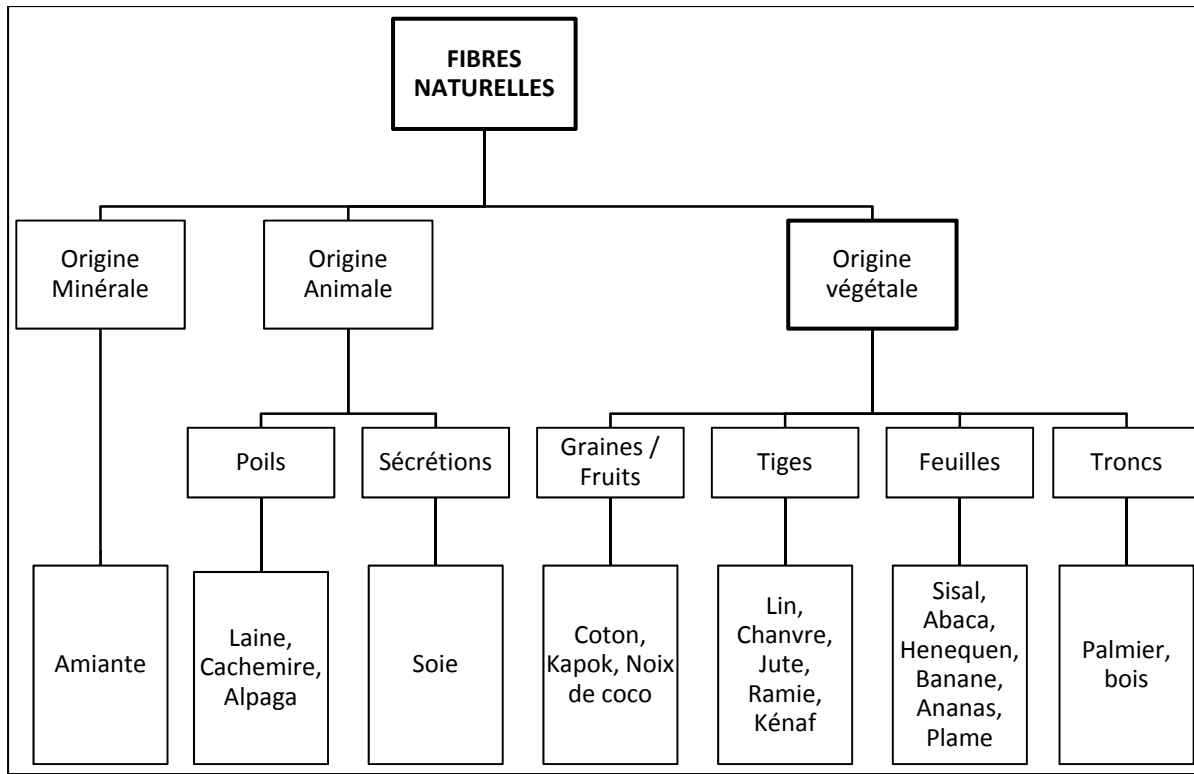 FIBRES
NATURELLES
Origine
Minérale
Origine
Animale
Origine
végétale
Poils
Sécrétions
Graines /
Fruits
Tiges
Feuilles
Troncs
Amiante
Laine,
Cachemire,
Alpaga
Soie
Coton,
Kapok, Noix
de coco
Lin,
Chanvre,
Jute,
Ramie,
Kénaf
Sisal,
Abaca,
Henequen,
Banane,
Ananas,
Plame
Palmier,
bois